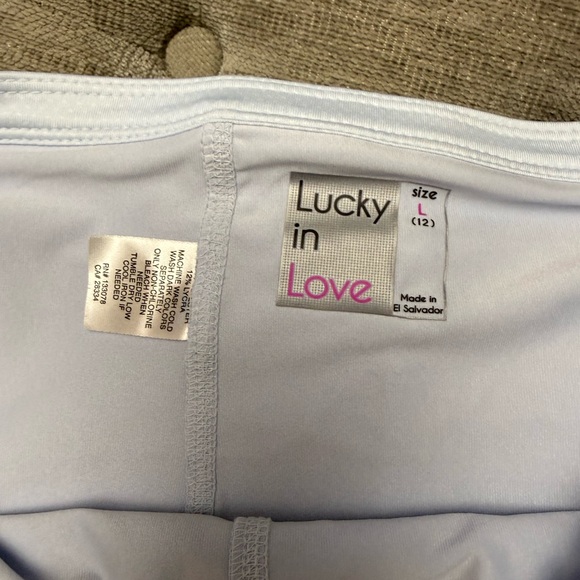 Lucky
in
Love
size
L
(12)
Made in
El Salvador
12% LYCRA
MACHINE WASH COLD
WASH DARK COLORS
SEPARATELY
ONLY NON-CHLORINE
BLEACH WHEN
NEEDED
TUMBLE DRY LOW
COOL IRON IF
NEEDED
RN# 133078
CA# 28334